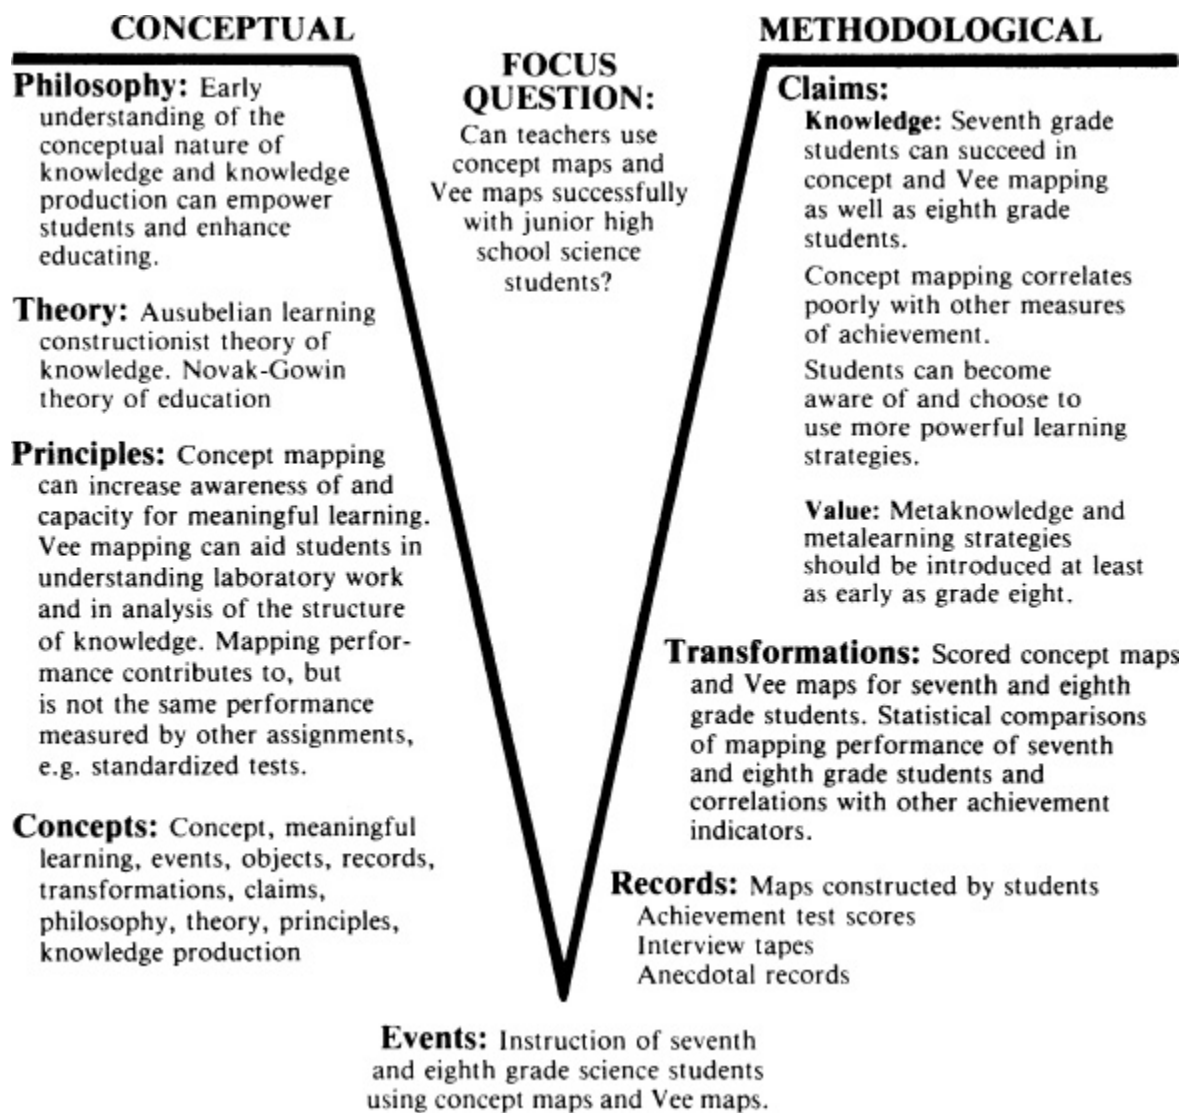 CONCEPTUAL
Philosophy: Early
understanding of the
conceptual nature of
knowledge and knowledge
production can empower
students and enhance
educating.
Theory: Ausubelian learning
constructionist theory of
knowledge. Novak-Gowin
theory of education
Principles: Concept mapping
can increase awareness of and
capacity for meaningful learning.
Vee mapping can aid students in
understanding laboratory work
and in analysis of the structure
of knowledge. Mapping perfor-
mance contributes to, but
is not the same performance
measured by other assignments,
e.g. standardized tests.
Concepts: Concept, meaningful
learning, events, objects, records,
transformations, claims,
philosophy, theory, principles,
knowledge production
FOCUS
QUESTION:
Can teachers use
concept maps and
Vee maps successfully
with junior high
school science
students?
METHODOLOGICAL
Claims:
Knowledge: Seventh grade
students can succeed in
concept and Vee mapping
as well as eighth grade
students.
Concept mapping correlates
poorly with other measures
of achievement.
Students can become
aware of and choose to
use more powerful learning
strategies.
Value: Metaknowledge and
metalearning strategies
should be introduced at least
as early as grade eight.
Transformations: Scored concept maps
and Vee maps for seventh and eighth
grade students. Statistical comparisons
of mapping performance of seventh
and eighth grade students and
correlations with other achievement
indicators.
Records: Maps constructed by students
Achievement test scores
Interview tapes
Anecdotal records
Events: Instruction of seventh
and eighth grade science students
using concept maps and Vee maps.